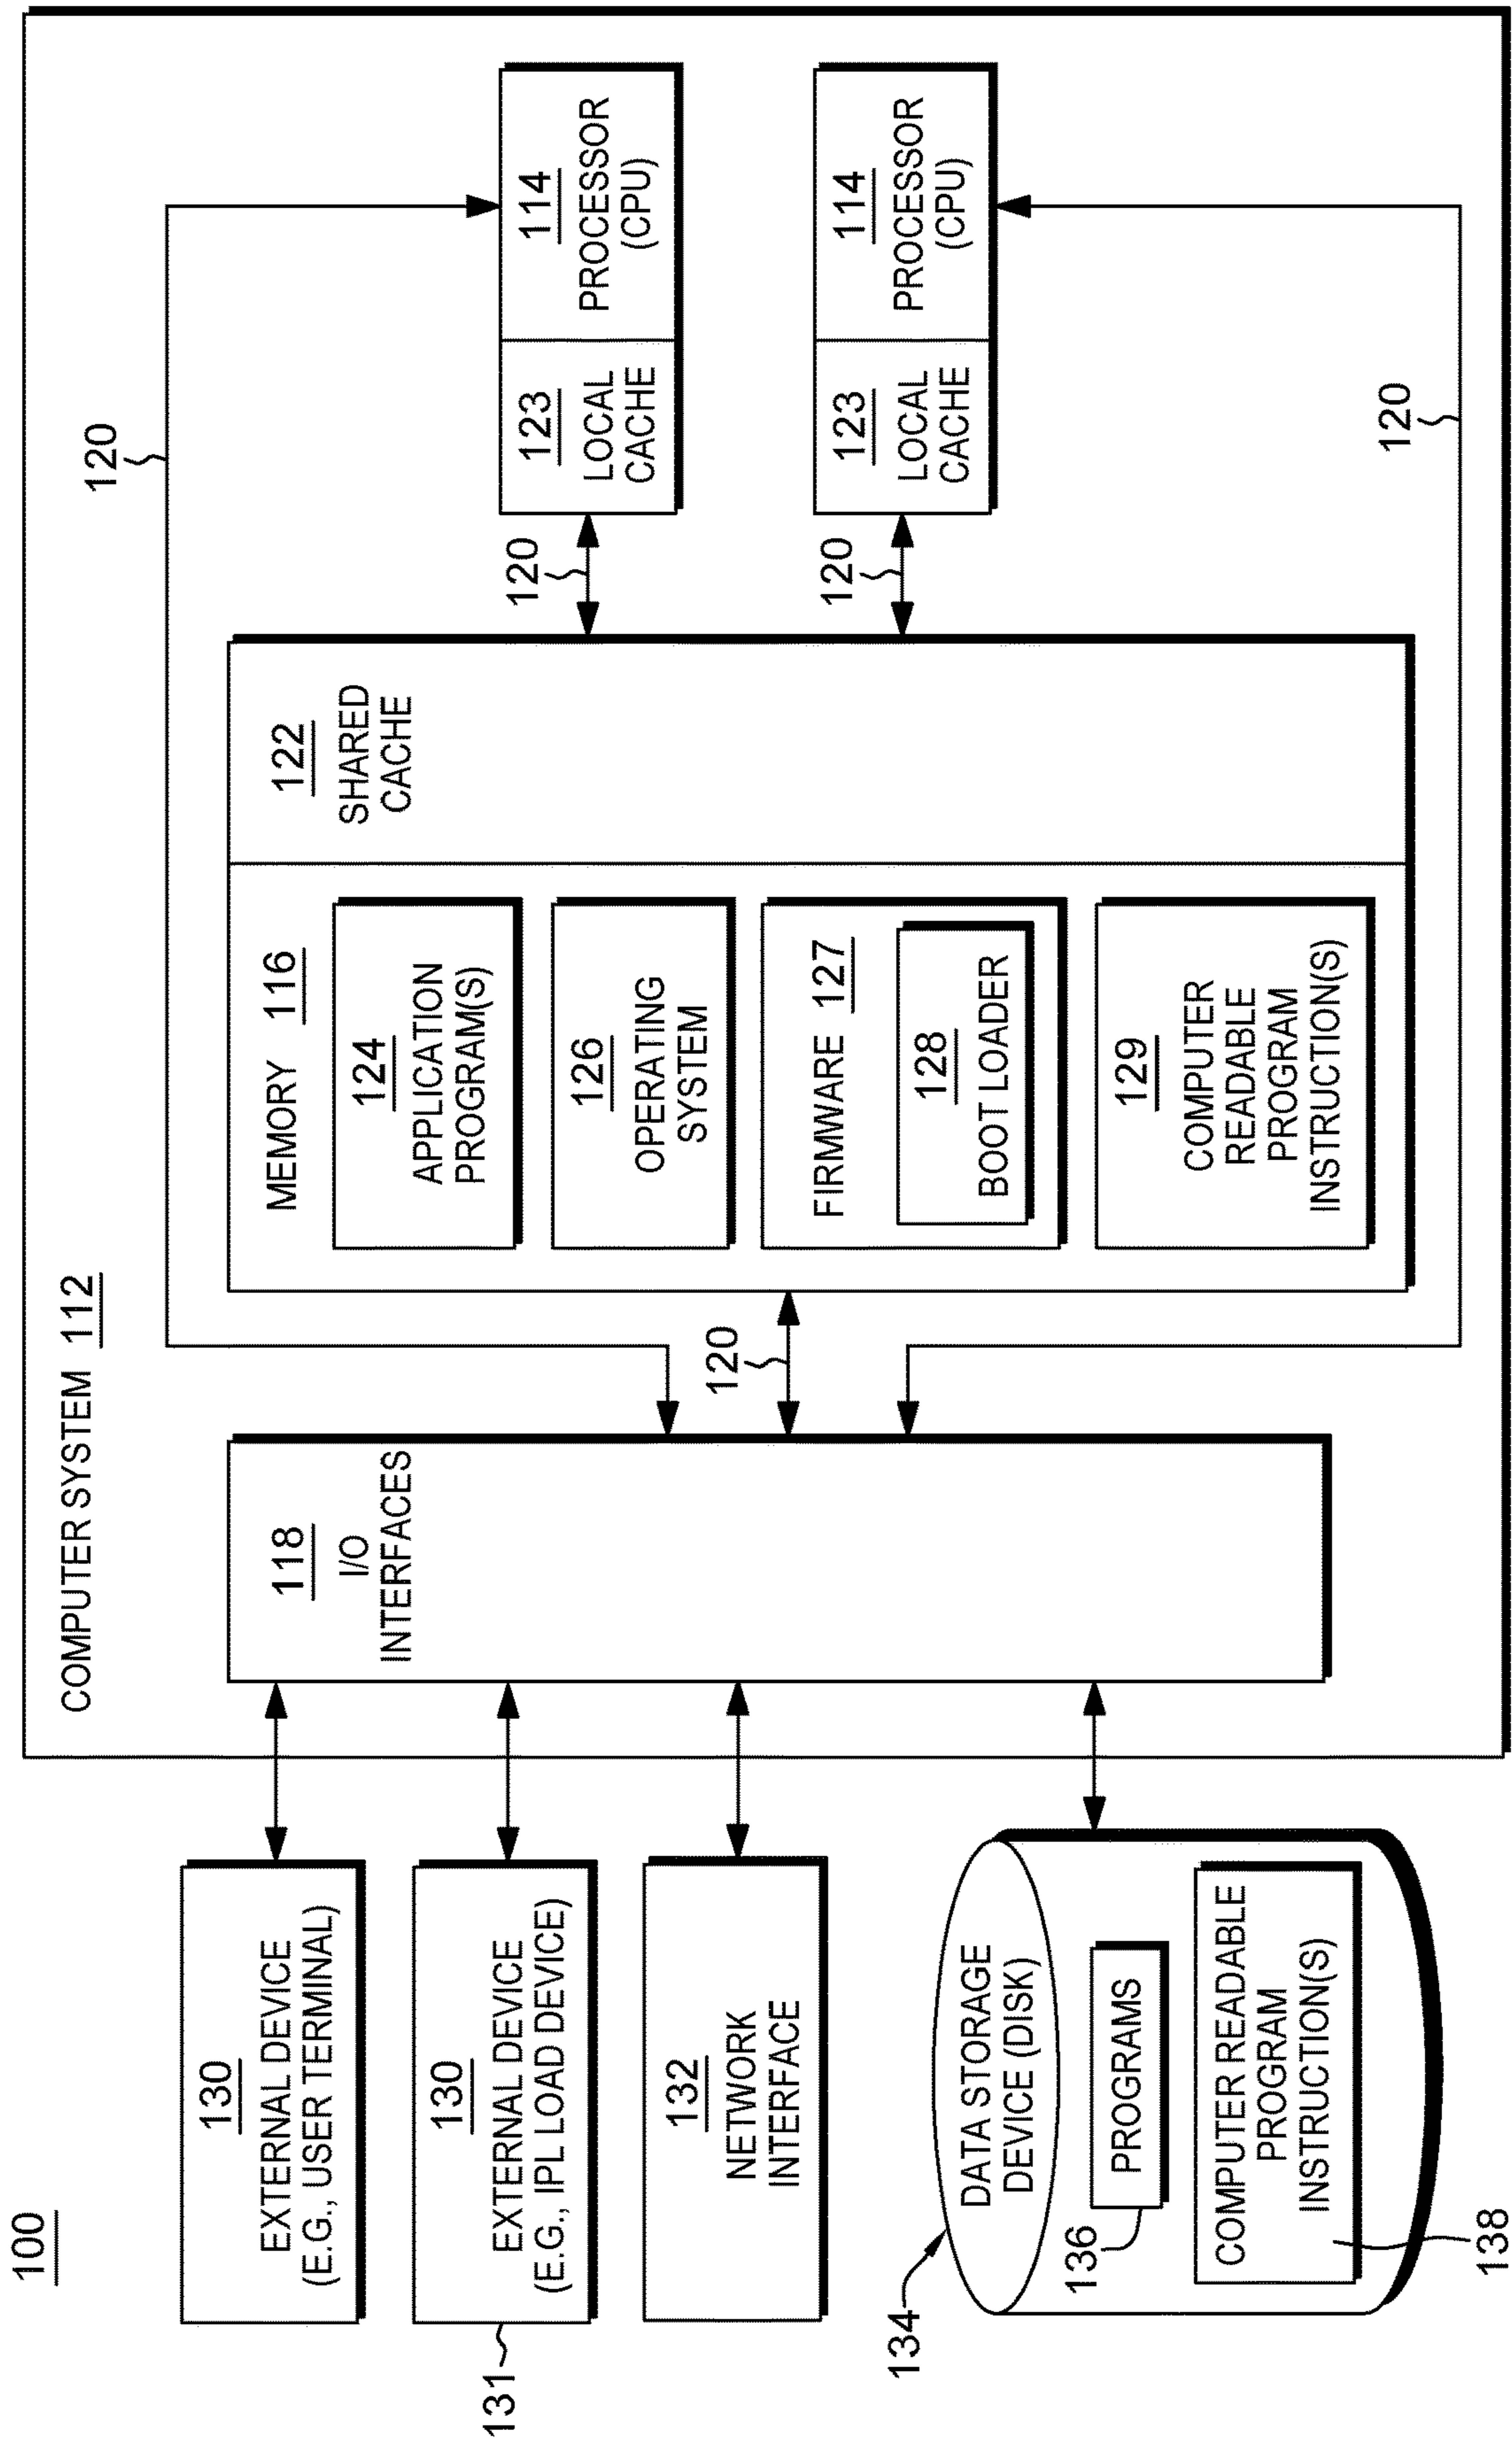 100
COMPUTER SYSTEM 112
130
EXTERNAL DEVICE
(E.G., USER TERMINAL)
130
EXTERNAL DEVICE
(E.G., IPL LOAD DEVICE)
131
132
NETWORK
INTERFACE
134
DATA STORAGE
DEVICE (DISK)
136
PROGRAMS
COMPUTER READABLE
PROGRAM
INSTRUCTION(S)
138
118
I/O
INTERFACES
120
120
MEMORY 116
124
APPLICATION
PROGRAM(S)
126
OPERATING
SYSTEM
FIRMWARE 127
128
BOOT LOADER
129
COMPUTER
READABLE
PROGRAM
INSTRUCTION(S)
122
SHARED
CACHE
120
120
123
LOCAL
CACHE
114
PROCESSOR
(CPU)
123
LOCAL
CACHE
114
PROCESSOR
(CPU)
120